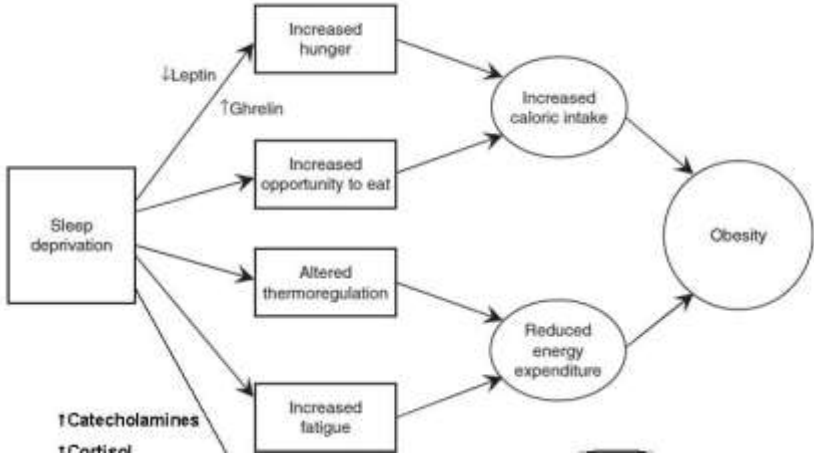 Increased
hunger
↓Leptin
↑Ghrelin
Increased
caloric intake
Increased
opportunity to eat
Sleep
deprivation
Obesity
Altered
thermoregulation
Reduced
energy
expenditure
Increased
fatigue
↑Catecholamines
↑Cortisol